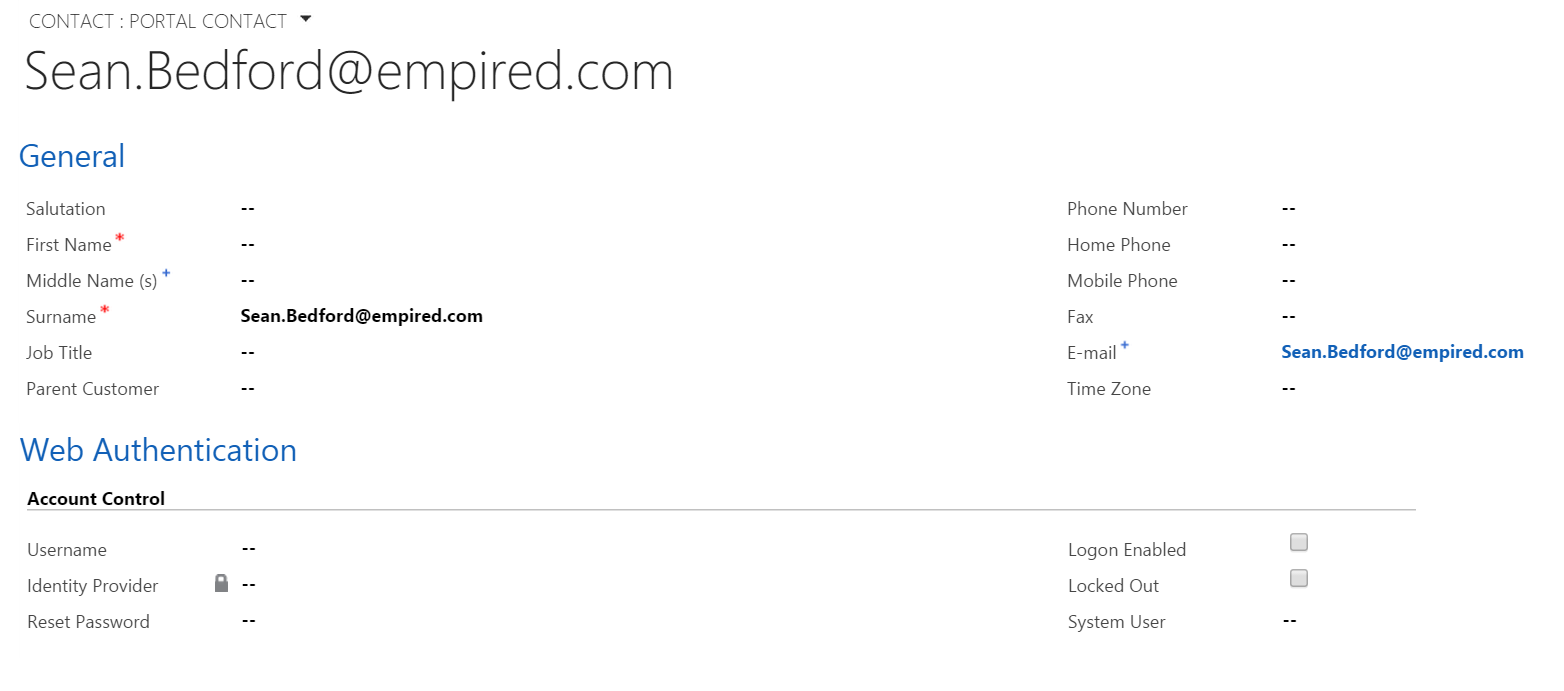 CONTACT : PORTAL CONTACT
Sean.Bedford@empired.com
General
Salutation -- Phone Number --
First Name * -- Home Phone --
Middle Name (s) + -- Mobile Phone --
Surname * Sean.Bedford@empired.com Fax --
Job Title -- E-mail + Sean.Bedford@empired.com
Parent Customer -- Time Zone --
Web Authentication
Account Control
Username -- Logon Enabled
Identity Provider -- Locked Out
Reset Password -- System User --